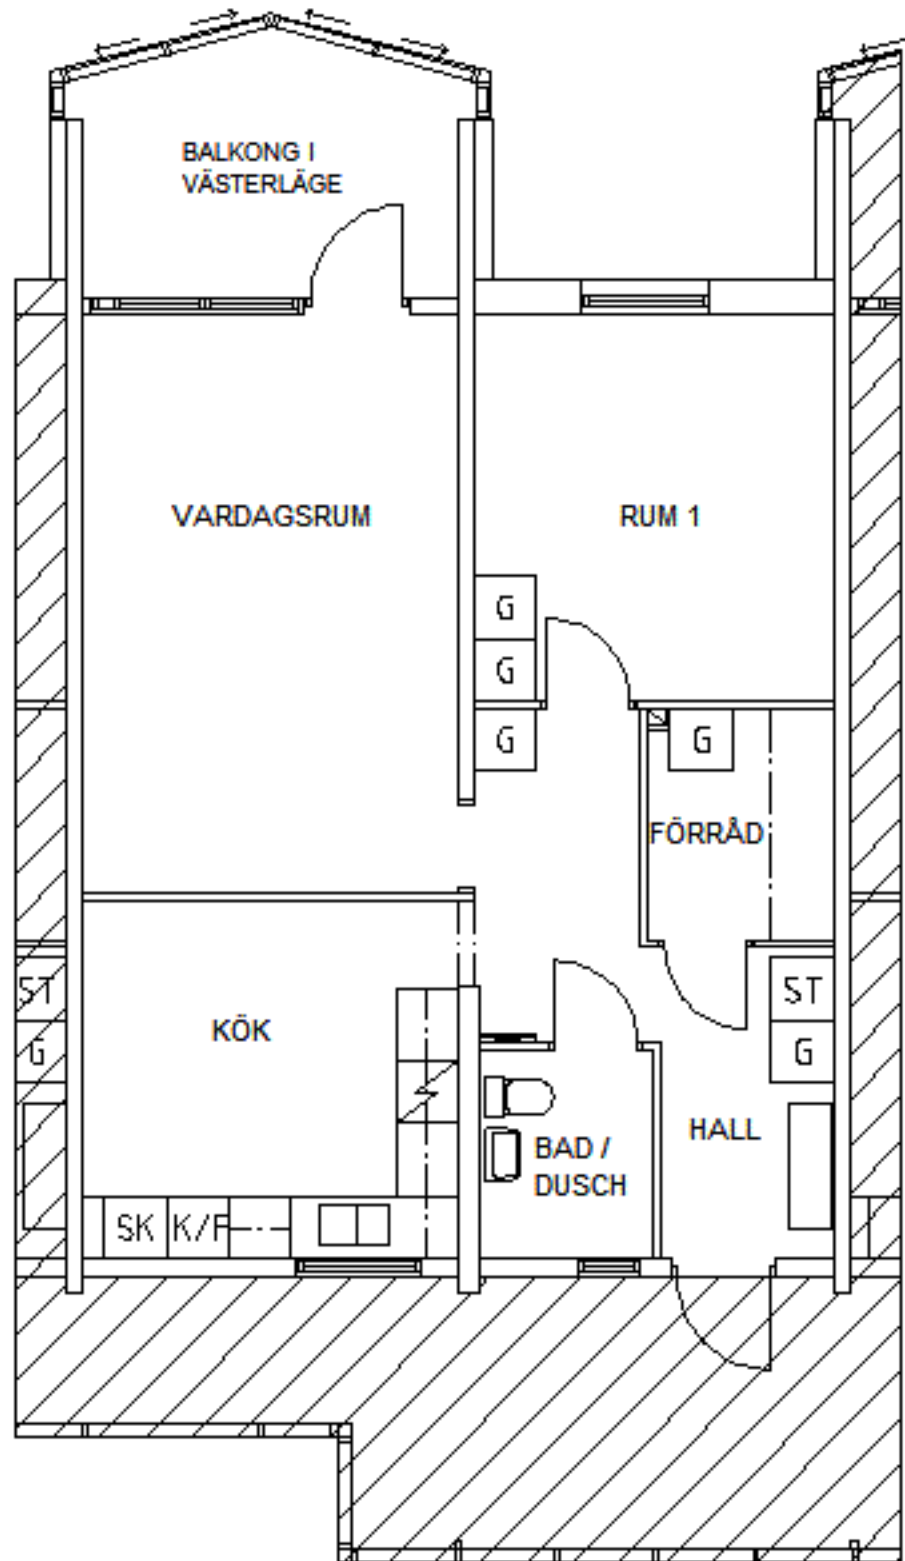 BALKONG I
VÄSTERLÄGE
VARDAGSRUM
RUM 1
G
G
G
G
FÖRRÅD
ST
ST
KÖK
G
G
HALL
BAD /
DUSCH
SK
K/F